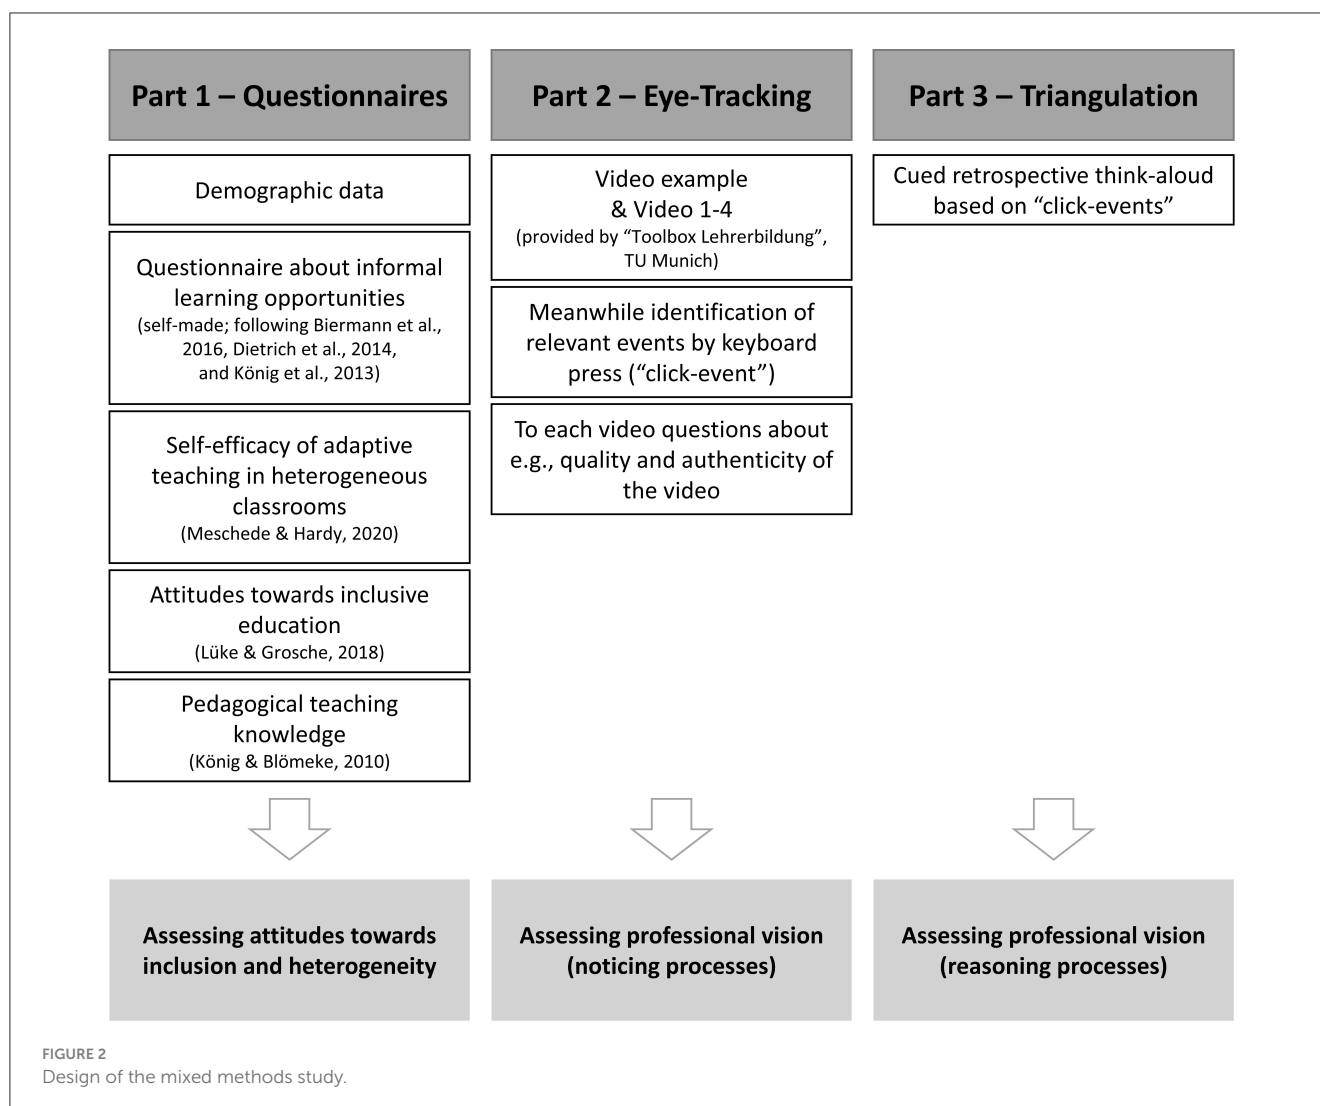 Part 1 – Questionnaires
Demographic data
Questionnaire about informal
learning opportunities
(self-made; following Biermann et al.,
2016, Dietrich et al., 2014,
and König et al., 2013)
Self-efficacy of adaptive
teaching in heterogeneous
classrooms
(Meschede & Hardy, 2020)
Attitudes towards inclusive
education
(Lüke & Grosche, 2018)
Pedagogical teaching
knowledge
(König & Blömeke, 2010)
Assessing attitudes towards
inclusion and heterogeneity
Part 2 – Eye-Tracking
Video example
& Video 1-4
(provided by “Toolbox Lehrerbildung”,
TU Munich)
Meanwhile identification of
relevant events by keyboard
press (“click-event”)
To each video questions about
e.g., quality and authenticity of
the video
Assessing professional vision
(noticing processes)
Part 3 – Triangulation
Cued retrospective think-aloud
based on “click-events”
Assessing professional vision
(reasoning processes)
FIGURE 2
Design of the mixed methods study.